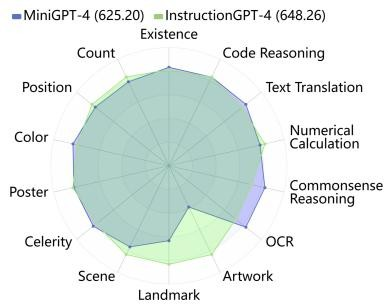 MiniGPT-4 (625.20) InstructionGPT-4 (648.26)
Existence
Count Code Reasoning
Position Text Translation
Color Numerical
Calculation
Poster Commonsense
Reasoning
Celerity OCR
Scene Artwork
Landmark